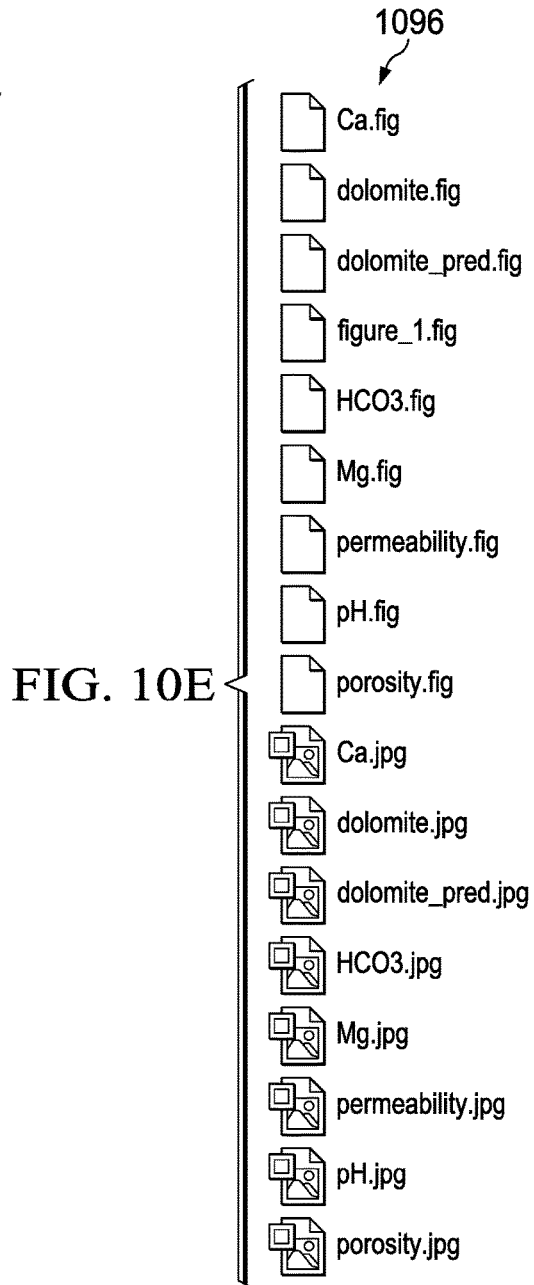 1096
Ca.fig
dolomite.fig
dolomite_pred.fig
figure_1.fig
HCO3.fig
Mg.fig
permeability.fig
pH.fig
FIG. 10E
porosity.fig
Ca.jpg
dolomite.jpg
dolomite_pred.jpg
HCO3.jpg
Mg.jpg
permeability.jpg
pH.jpg
porosity.jpg